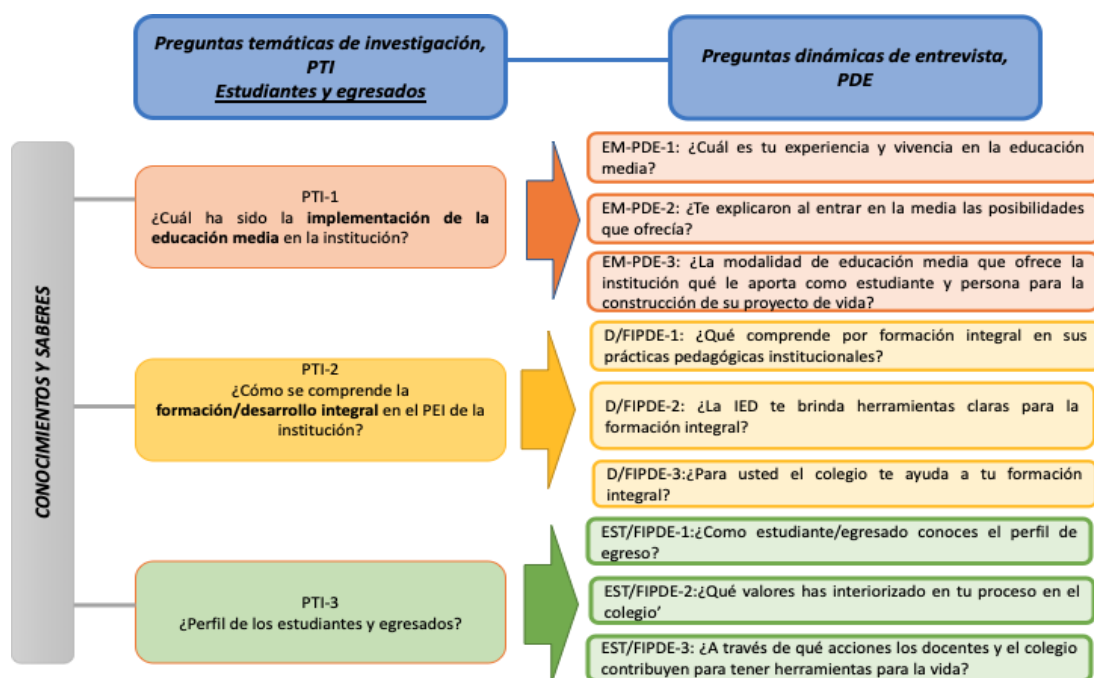 Preguntas temáticas de investigación,
PTI
Estudiantes y egresados
Preguntas dinámicas de entrevista,
PDE
CONOCIMIENTOS Y SABERES
PTI-1
¿Cuál ha sido la implementación de la
educación media en la institución?
EM-PDE-1: ¿Cuál es tu experiencia y vivencia en la educación
media?
EM-PDE-2: ¿Te explicaron al entrar en la media las posibilidades
que ofrecía?
EM-PDE-3: ¿La modalidad de educación media que ofrece la
institución qué le aporta como estudiante y persona para la
construcción de su proyecto de vida?
PTI-2
¿Cómo se comprende la
formación/desarrollo integral en el PEI de la
institución?
D/FIPDE-1: ¿Qué comprende por formación integral en sus
prácticas pedagógicas institucionales?
D/FIPDE-2: ¿La IED te brinda herramientas claras para la
formación integral?
D/FIPDE-3:¿Para usted el colegio te ayuda a tu formación
integral?
PTI-3
¿Perfil de los estudiantes y egresados?
EST/FIPDE-1:¿Como estudiante/egresado conoces el perfil de
egreso?
EST/FIPDE-2:¿Qué valores has interiorizado en tu proceso en el
colegio’
EST/FIPDE-3: ¿A través de qué acciones los docentes y el colegio
contribuyen para tener herramientas para la vida?